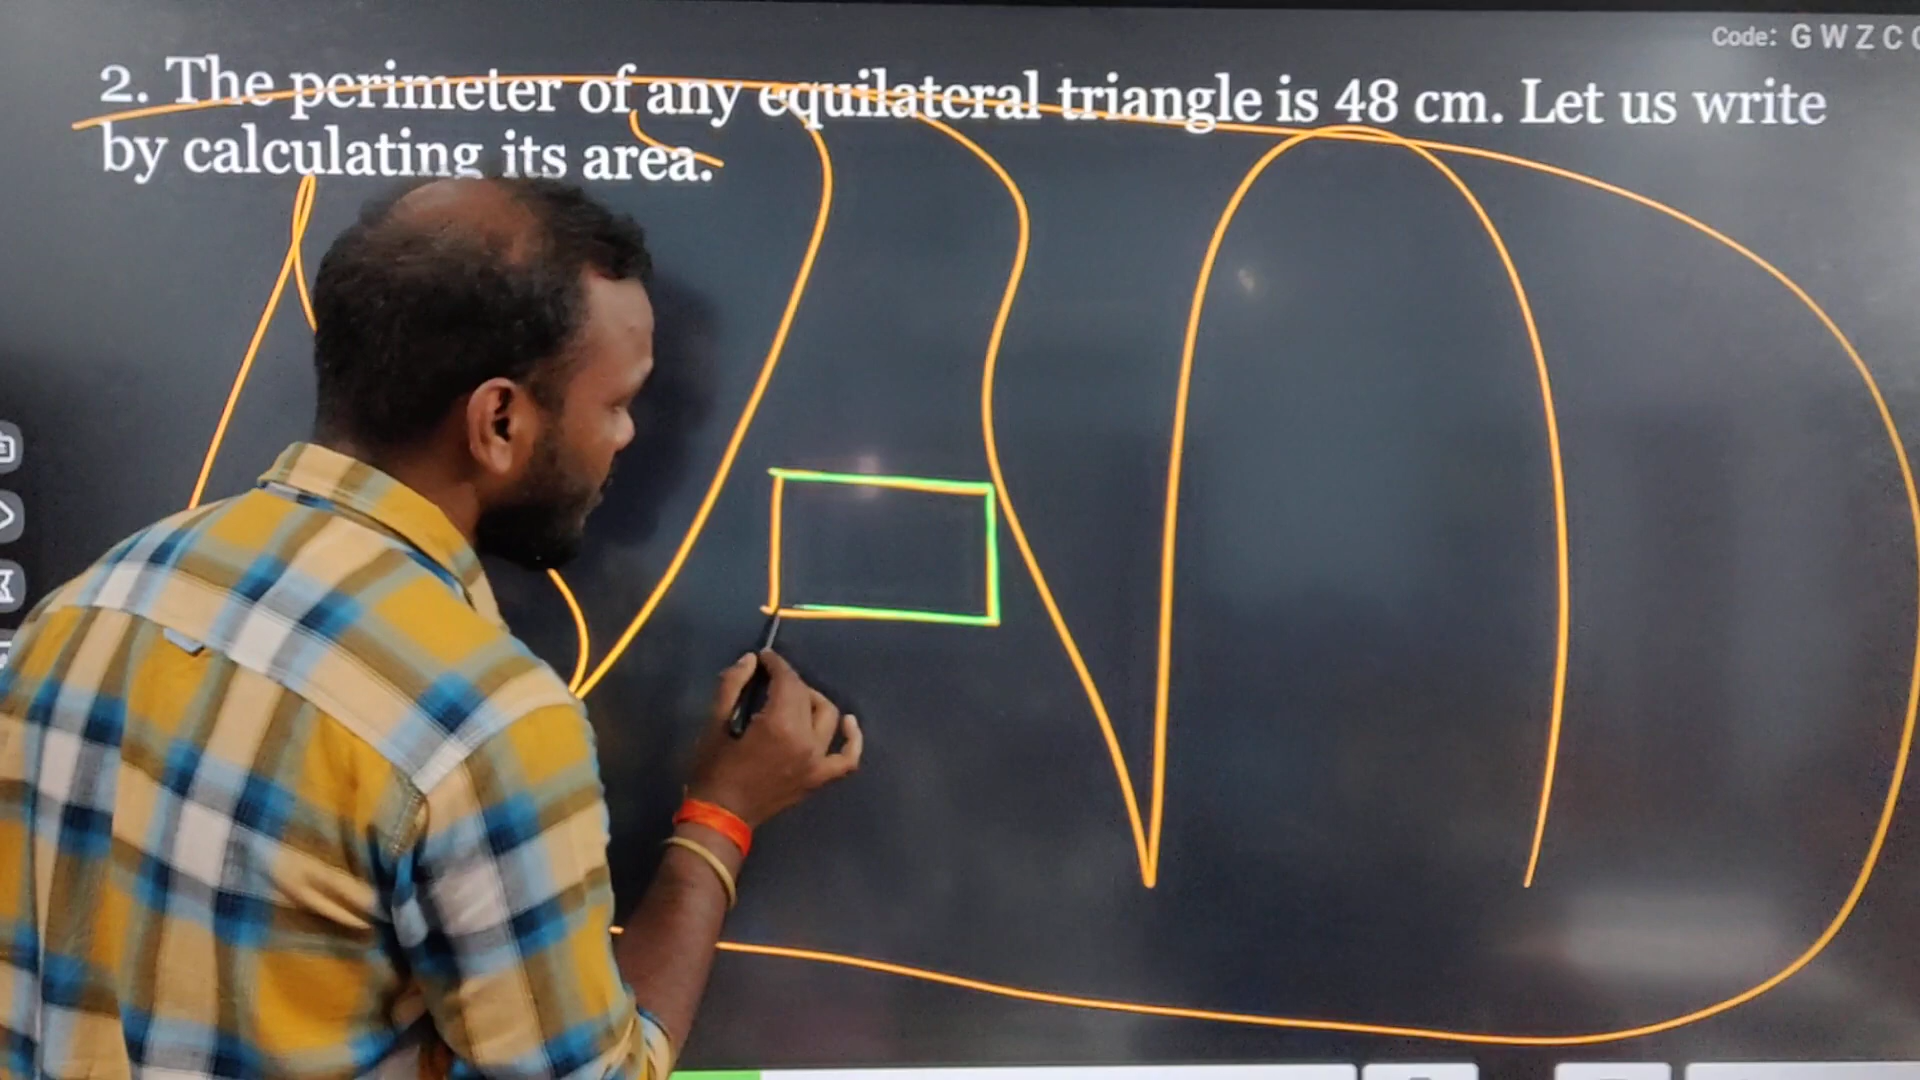 Code: G W Z C
2. The perimeter of any equilateral triangle is 48 cm. Let us write
by calculating its area.